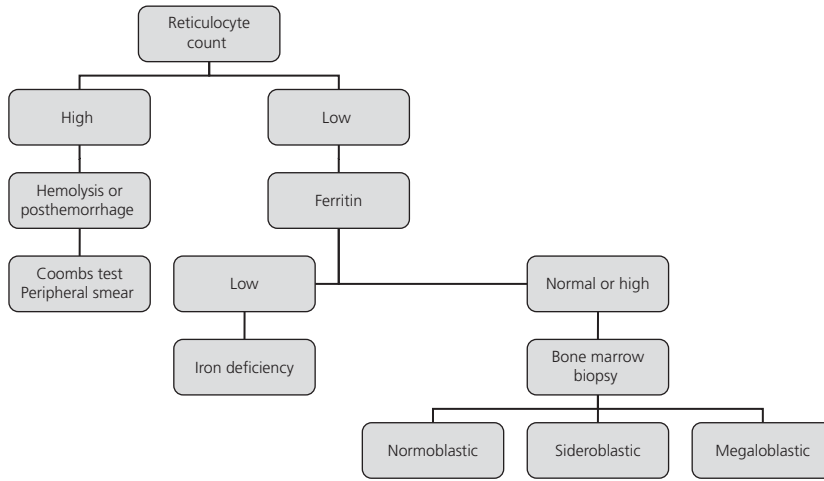 Reticulocyte
count
High
Low
Hemolysis or
posthemorrhage
Ferritin
Coombs test
Peripheral smear
Low
Normal or high
Iron deficiency
Bone marrow
biopsy
Normoblastic
Sideroblastic
Megaloblastic